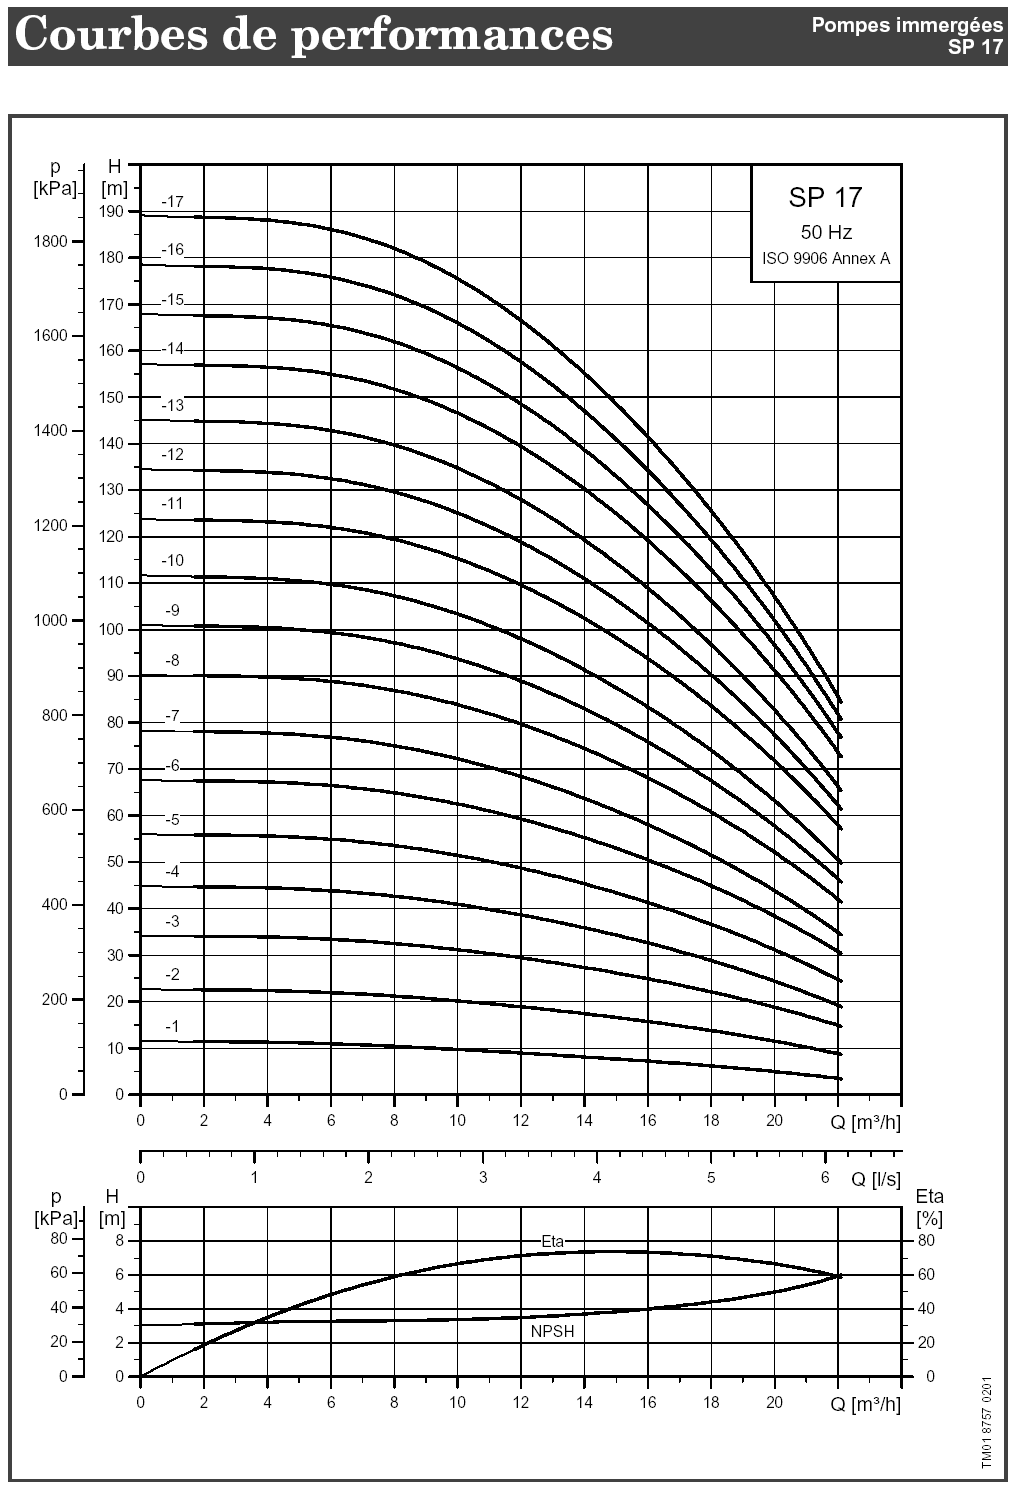 Courbes de performances
Pompes immergées
SP 17
p
[kPa]
H
[m]
SP 17
50 Hz
ISO 9906 Annex A
-17
190
1800
-16
180
170
-15
1600
160
-14
150
-13
1400
140
-12
130
1200
-11
120
-10
110
1000
-9
100
-8
90
800
-7
80
70
-6
600
60
-5
50
-4
400
40
-3
30
-2
200
20
-1
10
0
0
0 2 4 6 8 10 12 14 16 18 20 Q [m³/h]
0 1 2 3 4 5 6 Q [l/s]
p
[kPa]
H
[m]
Eta
[%]
80 8 Eta 80
60 6 60
40 4 40
NPSH
20 2 20
0 0 0
0 2 4 6 8 10 12 14 16 18 20 Q [m³/h]
TM01 8757 0201